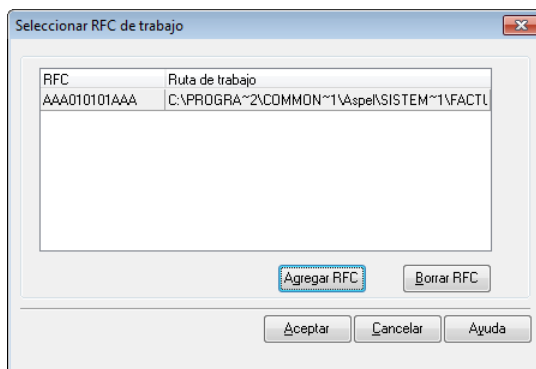 Seleccionar RFC de trabajo
RFC Ruta de trabajo
AAA010101AAA C:\PROGRA~2\COMMON~1\Aspel\SISTEM~1\FACTU
Agregar RFC Borrar RFC
Aceptar Cancelar Ayuda